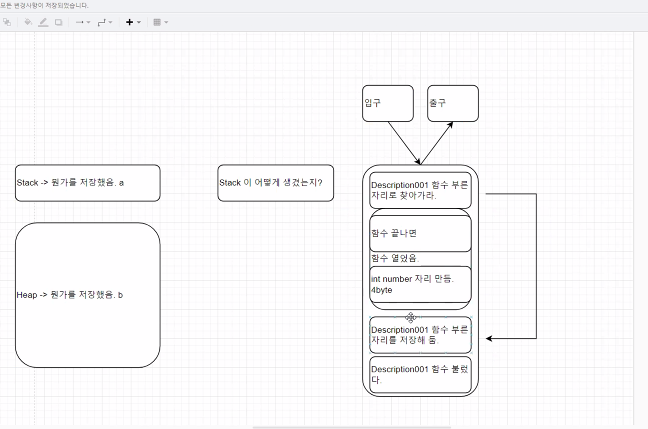 모든 변경사항이 저장되었습니다.
입구
출구
Stack -> 뭔가를 저장했음. a
Stack 이 어떻게 생겼는지?
Description001 함수 부른
자리로 찾아가라.
함수 끝나면
함수 열었음.
int number 자리 만듬.
4byte
Heap -> 뭔가를 저장했음. b
Description001 함수 부른
자리를 저장해 둠.
Description001 함수 불렀
다.